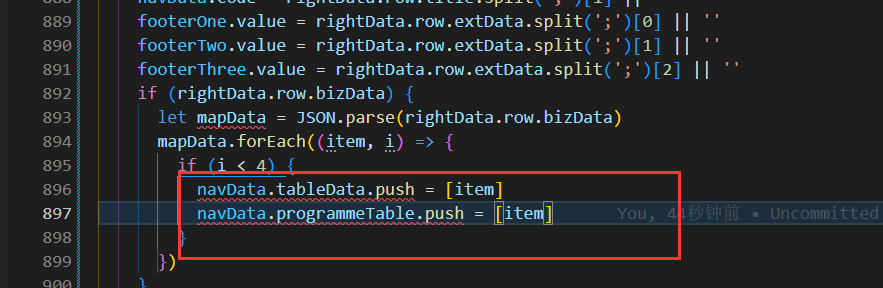 889 navData.code = rightData.row.title.split(';')[1] ||
889 footerOne.value = rightData.row.extData.split(';')[0] || ''
890 footerTwo.value = rightData.row.extData.split(';')[1] || ''
891 footerThree.value = rightData.row.extData.split(';')[2] || ''
892 if (rightData.row.bizData) {
893 let mapData = JSON.parse(rightData.row.bizData)
894 mapData.forEach((item, i) => {
895 if (i < 4) {
896 navData.tableData.push = [item]
897 navData.programmeTable.push = [item] You, 44秒钟前 • Uncommitted
898 }
899 })
900 }